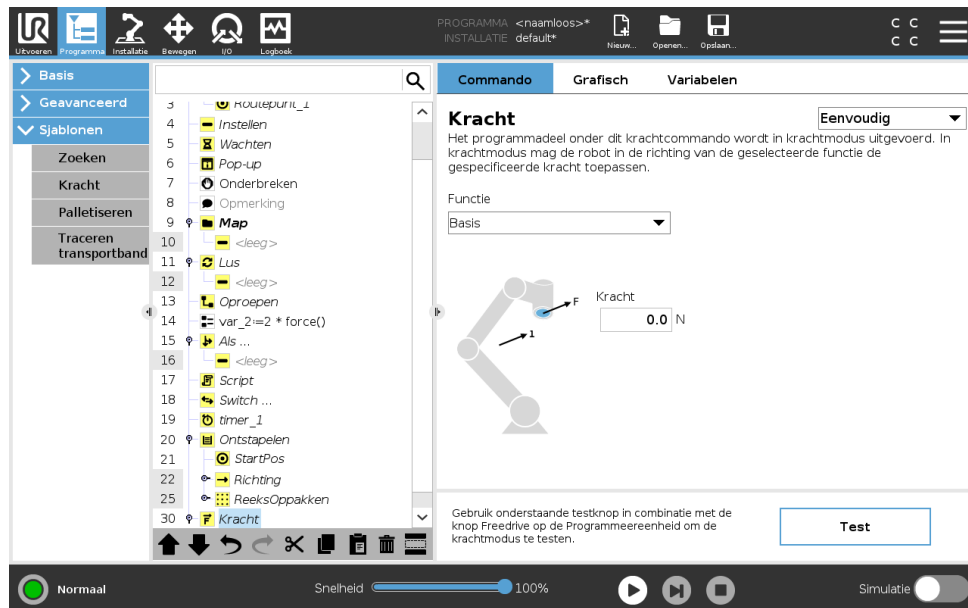 PROGRAMMA <naamloos>*
INSTALLATIE default*
Uitvoeren Programma Installatie Bewegen I/O Logboek
Nieuw... Openen... Opslaan...
C C
C C
Basis
Geavanceerd
Sjablonen
Zoeken
Kracht
Palletiseren
Traceren
transportband
3 Routepunt_1
4 Instellen
5 Wachten
6 Pop-up
7 Onderbreken
8 Opmerking
9 Map
10 <leeg>
11 Lus
12 <leeg>
13 Oproepen
14 var_2:=2 * force()
15 Als ...
16 <leeg>
17 Script
18 Switch ...
19 timer_1
20 Ontstapelen
21 StartPos
22 Richting
25 ReeksOppakken
30 Kracht
Commando Grafisch Variabelen
Kracht
Eenvoudig
Het programmadeel onder dit krachtcommando wordt in krachtmodus uitgevoerd. In
krachtmodus mag de robot in de richting van de geselecteerde functie de
gespecificeerde kracht toepassen.
Functie
Basis
F
1
Kracht
0.0 N
Gebruik onderstaande testknop in combinatie met de
knop Freedrive op de Programmeereenheid om de
krachtmodus te testen.
Test
Normaal
Snelheid 100%
Simulatie